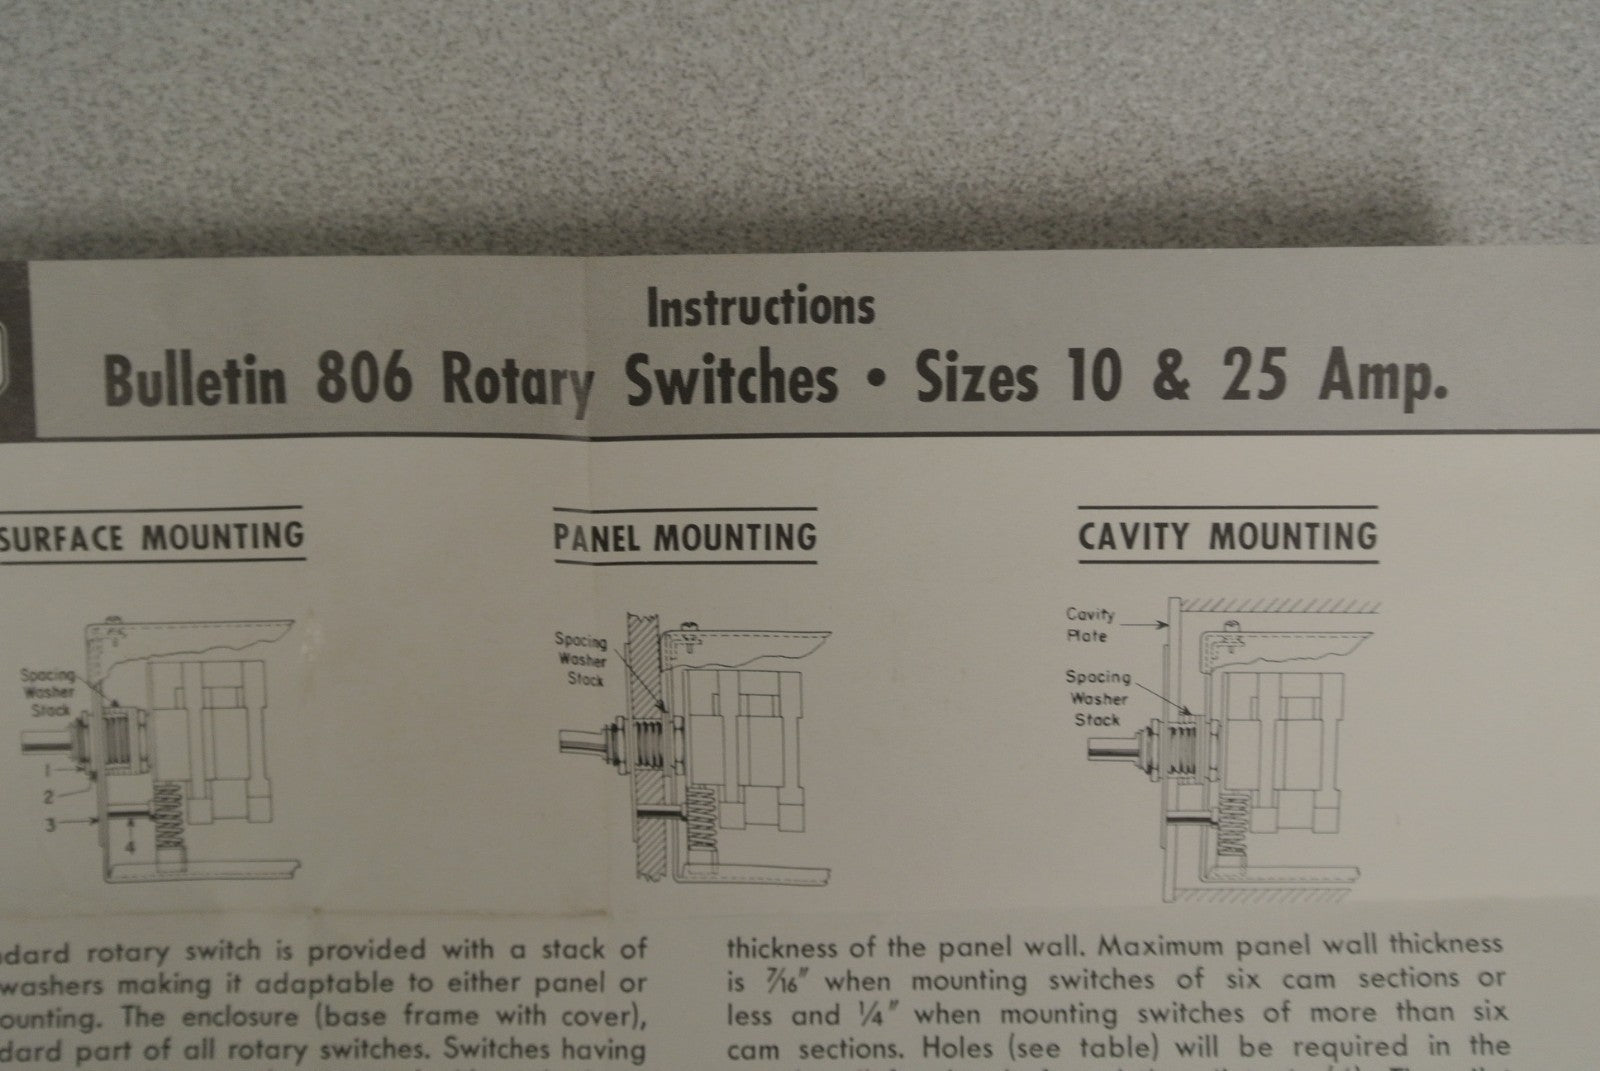 Instructions
Bulletin 806 Rotary Switches • Sizes 10 & 25 Amp.
SURFACE MOUNTING
Spacing
Washer
Stack
1
2
3
4
PANEL MOUNTING
Spacing
Washer
Stack
CAVITY MOUNTING
Cavity
Plate
Spacing
Washer
Stack
rotary switch is provided with a stack of
washers making it adaptable to either panel or
The enclosure (base frame with cover),
part of all rotary switches. Switches having
thickness of the panel wall. Maximum panel wall thickness
is 7/16" when mounting switches of six cam sections or
less and 1/4" when mounting switches of more than six
cam sections. Holes (see table) will be required in the